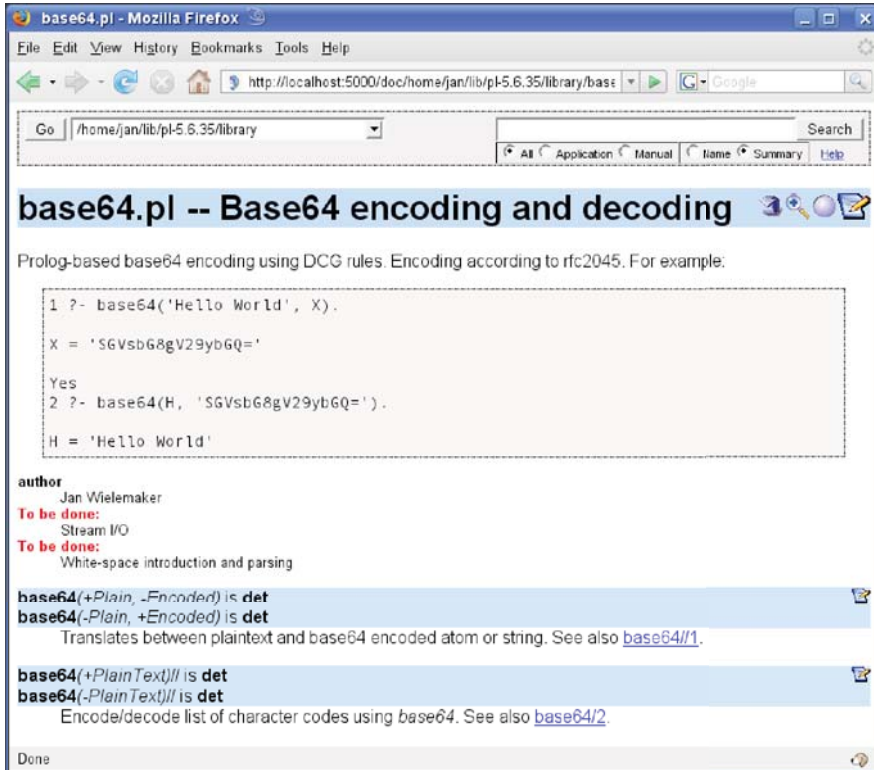 base64.pl - Mozilla Firefox
File Edit View History Bookmarks Tools Help
http://localhost:5000/doc/home/jan/lib/pl-5.6.35/library/base
G Google
Go /home/jan/lib/pl-5.6.35/library Search
All Application Manual Name Summary Help
base64.pl -- Base64 encoding and decoding
Prolog-based base64 encoding using DCG rules. Encoding according to rfc2045. For example:
1 ?- base64('Hello World', X).
X = 'SGVsbG8gV29ybGQ='
Yes
2 ?- base64(H, 'SGVsbG8gV29ybGQ=').
H = 'Hello World'
author
Jan Wielemaker
To be done:
Stream I/O
To be done:
White-space introduction and parsing
base64(+Plain, -Encoded) is det
base64(-Plain, +Encoded) is det
Translates between plaintext and base64 encoded atom or string. See also base64//1.
base64(+PlainText)// is det
base64(-PlainText)// is det
Encode/decode list of character codes using base64. See also base64/2.
Done